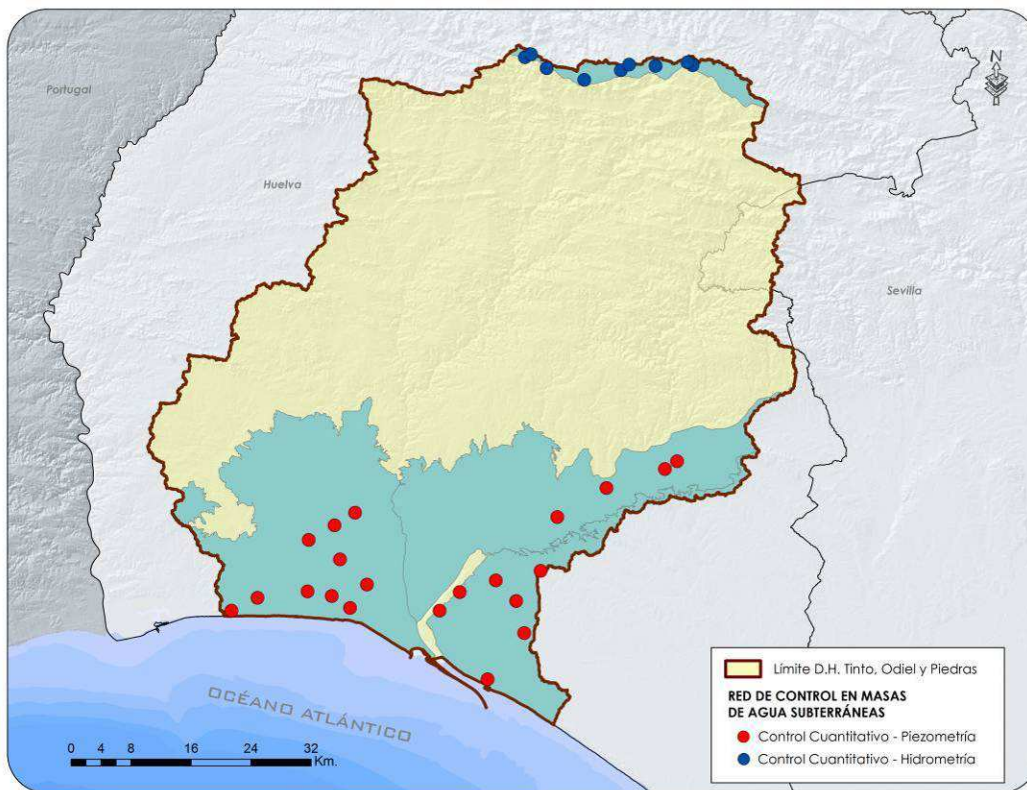 Portugal
N
Huelva
Sevilla
OCÉANO ATLÁNTICO
0 4 8 16 24 32
Km.
Límite D.H. Tinto, Odiel y Piedras
RED DE CONTROL EN MASAS
DE AGUA SUBTERRÁNEAS
Control Cuantitativo - Piezometría
Control Cuantitativo - Hidrometría